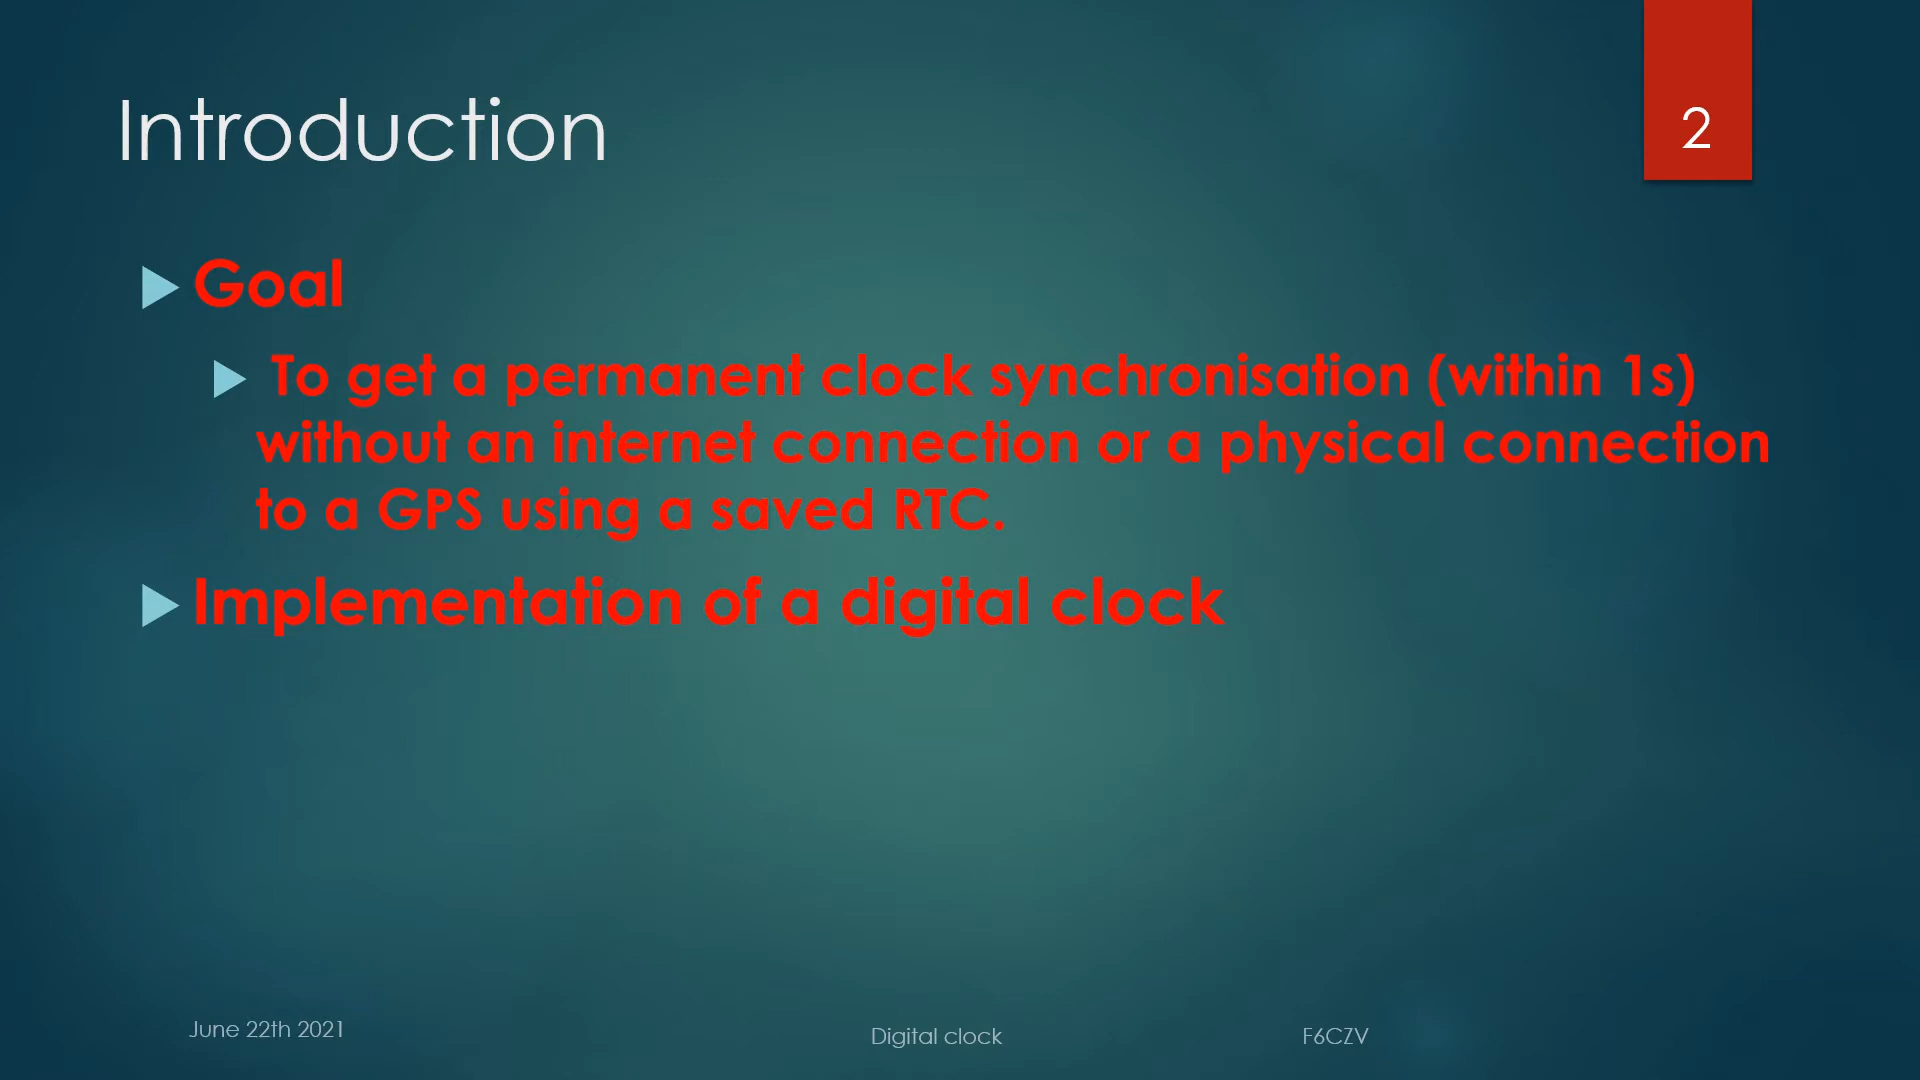 Introduction
2
Goal
To get a permanent clock synchronisation (within 1s)
without an internet connection or a physical connection
to a GPS using a saved RTC.
Implementation of a digital clock
June 22th 2021
Digital clock
F6CZV